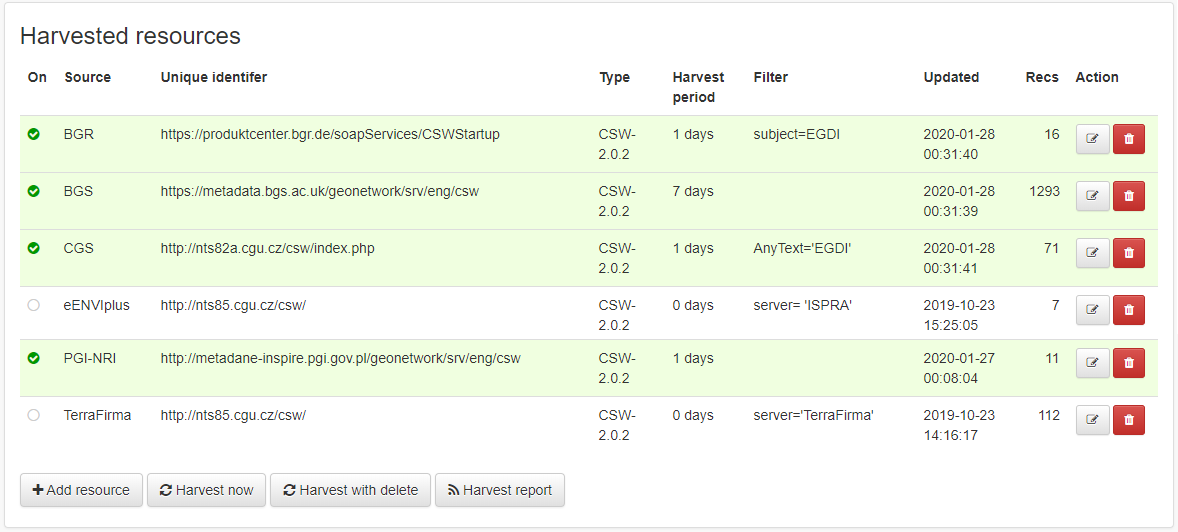 Harvested resources
On Source Unique identifer Type Harvest period Filter Updated Recs Action
BGR https://produktcenter.bgr.de/soapServices/CSWStartup CSW-2.0.2 1 days subject=EGDI 2020-01-28 00:31:40 16
BGS https://metadata.bgs.ac.uk/geonetwork/srv/eng/csw CSW-2.0.2 7 days 2020-01-28 00:31:39 1293
CGS http://nts82a.cgu.cz/csw/index.php CSW-2.0.2 1 days AnyText='EGDI' 2020-01-28 00:31:41 71
eENVIplus http://nts85.cgu.cz/csw/ CSW-2.0.2 0 days server= 'ISPRA' 2019-10-23 15:25:05 7
PGI-NRI http://metadane-inspire.pgi.gov.pl/geonetwork/srv/eng/csw CSW-2.0.2 1 days 2020-01-27 00:08:04 11
TerraFirma http://nts85.cgu.cz/csw/ CSW-2.0.2 0 days server='TerraFirma' 2019-10-23 14:16:17 112
Add resource Harvest now Harvest with delete Harvest report